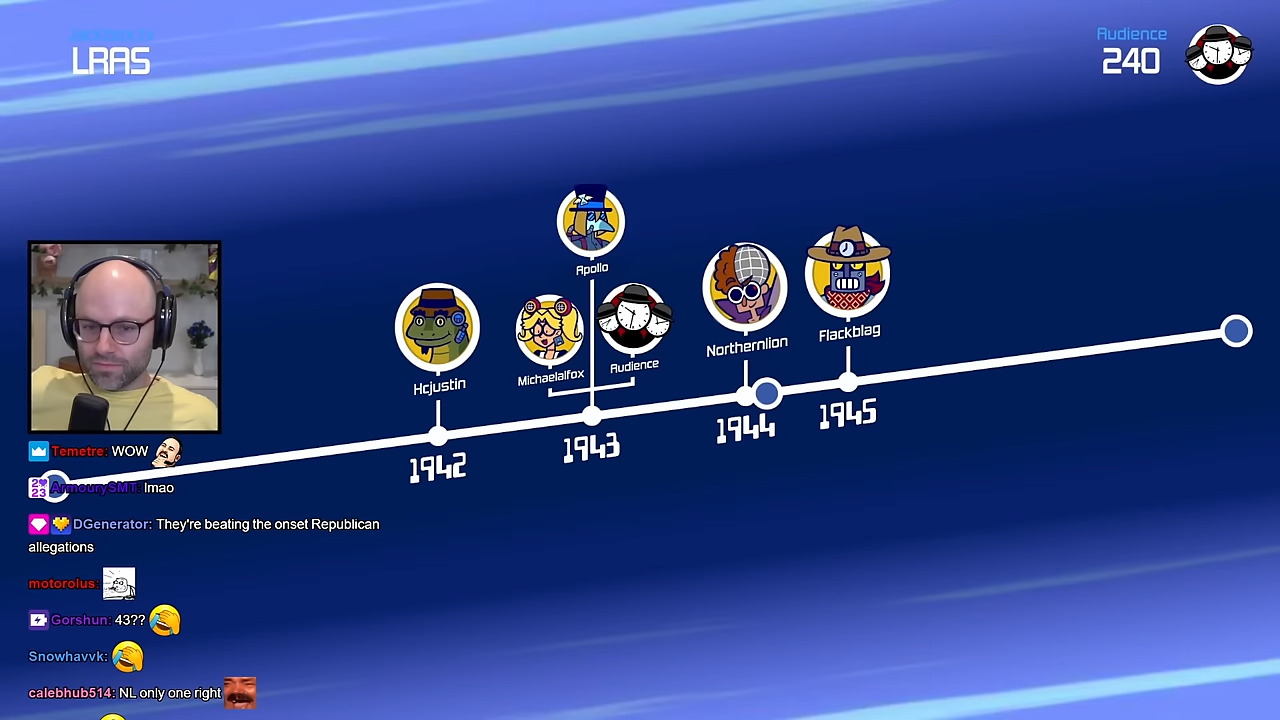 LRAS
Audience
240
Apollo
Hcjustin
Michaelalfox
Audience
Northernlion
Flackblag
1942
1943
1944
1945
Temetre: WOW
ArmourySMT: lmao
DGenerator: They're beating the onset Republican
allegations
motorolus:
Gorshun: 43??
Snowhavvk:
calebhub514: NL only one right